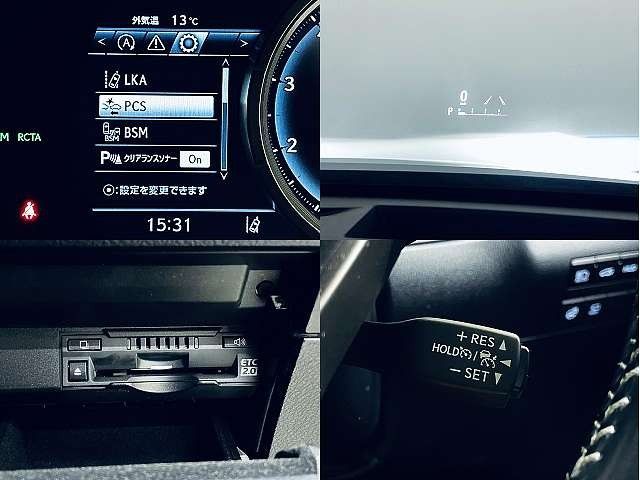 外気温 13℃
LKA
PCS
BSM
BSM
クリアランスソナー On
:設定を変更できます
M RCTA
15:31
3
2
0
P
ETC
2.0
+ RES
HOLD /
− SET